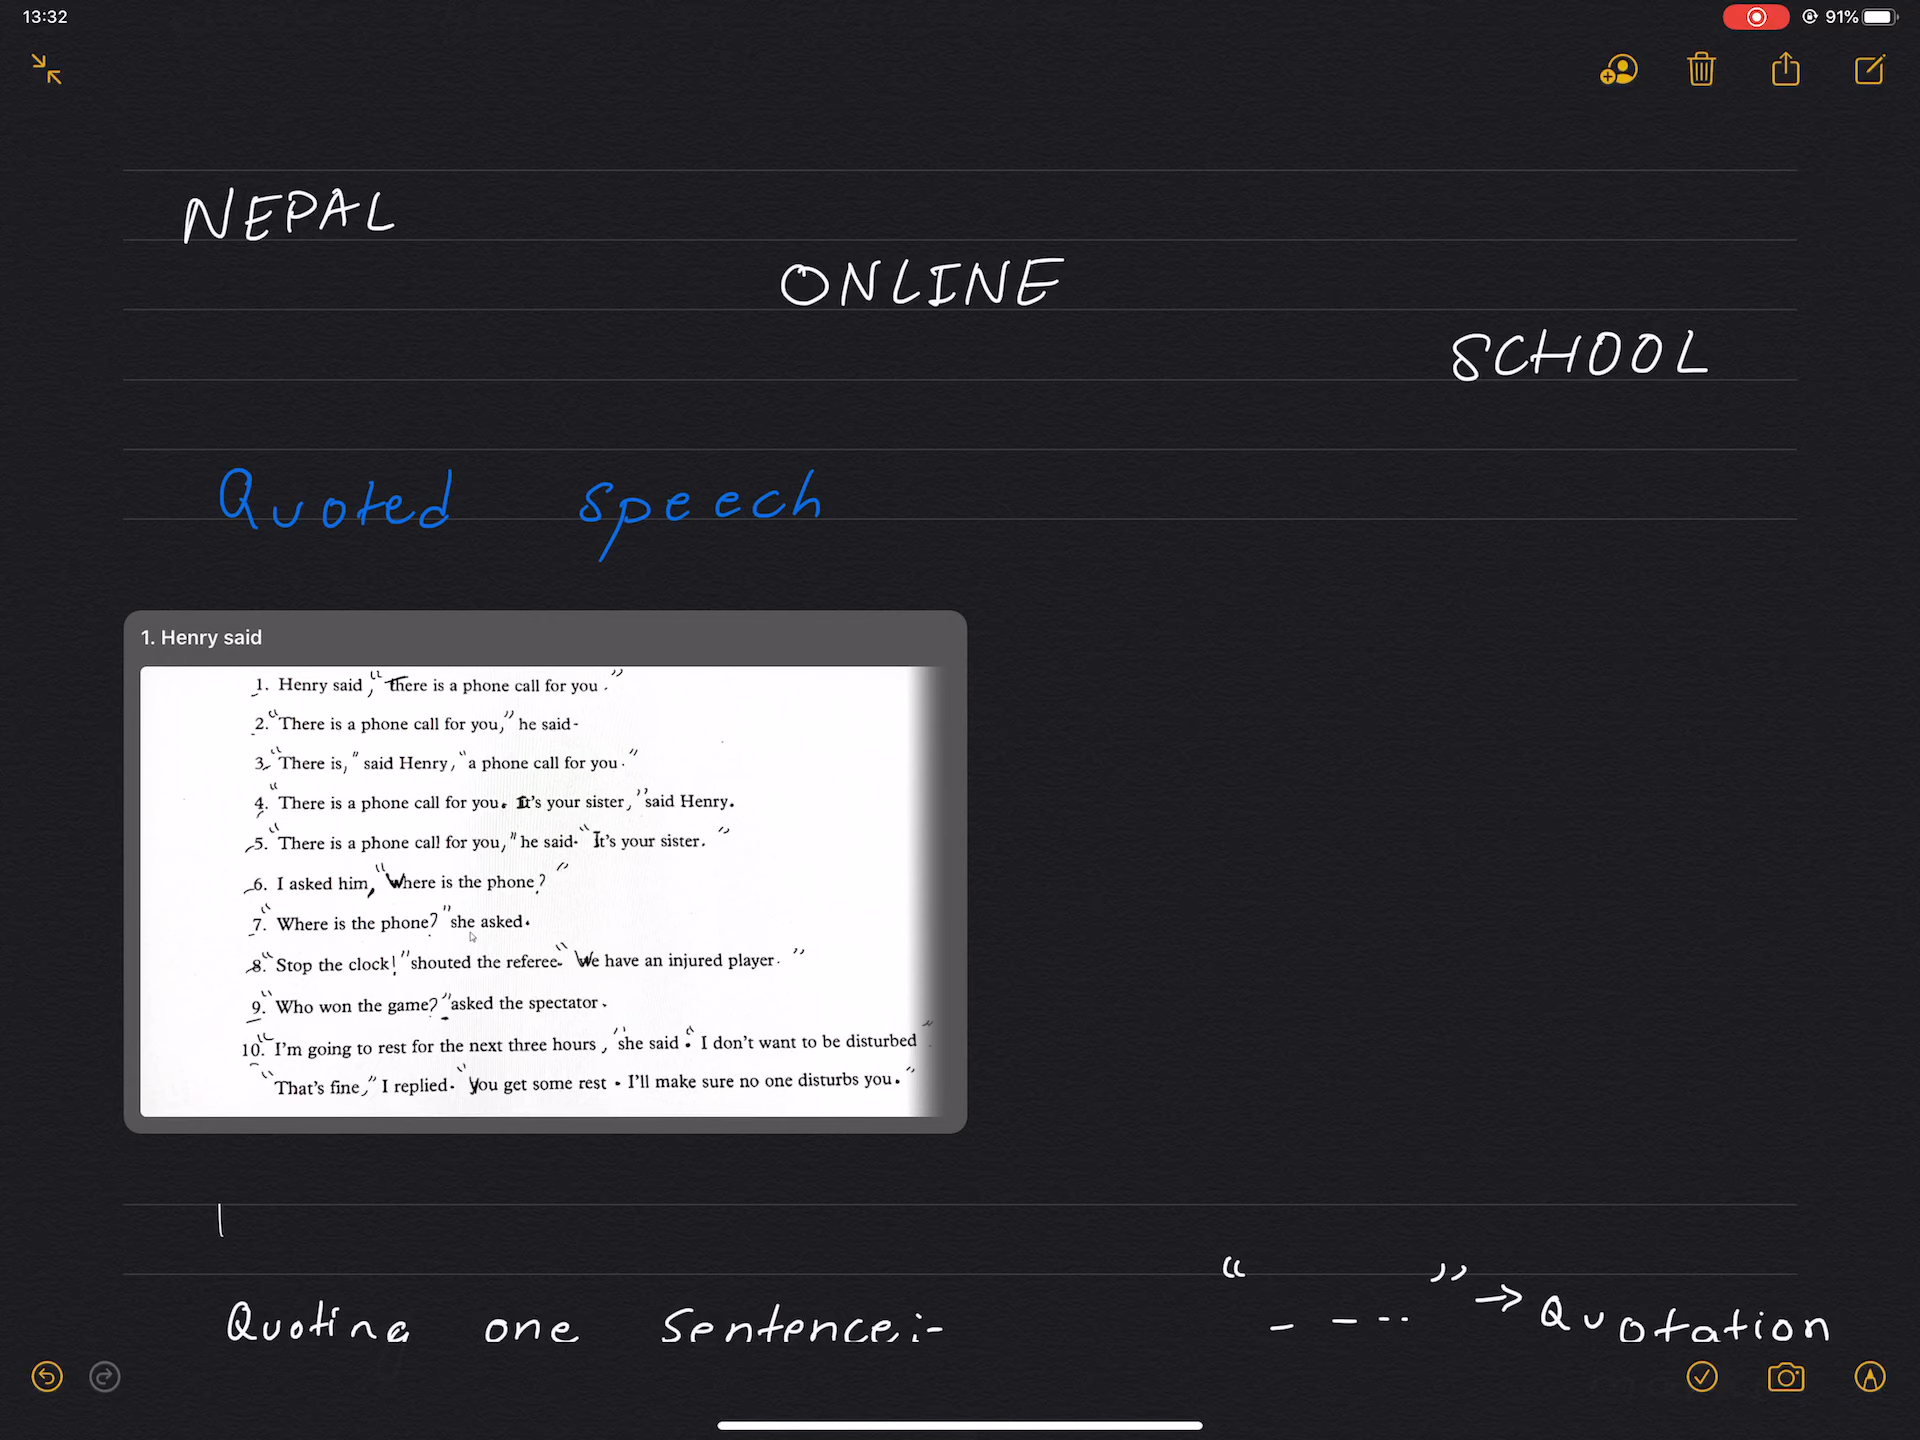 13:32
91%
NEPAL
ONLINE
SCHOOL
Quoted speech
1. Henry said
1. Henry said, "There is a phone call for you."
2. "There is a phone call for you," he said.
3. "There is," said Henry, "a phone call for you."
4. "There is a phone call for you. It's your sister," said Henry.
5. "There is a phone call for you," he said. "It's your sister."
6. I asked him, "Where is the phone?"
7. "Where is the phone?" she asked.
8. "Stop the clock!" shouted the referee. "We have an injured player."
9. "Who won the game?" asked the spectator.
10. "I'm going to rest for the next three hours," she said. "I don't want to be disturbed"
"That's fine," I replied. "You get some rest. I'll make sure no one disturbs you."
Quoting one sentence:- " - - -- " → Quotation